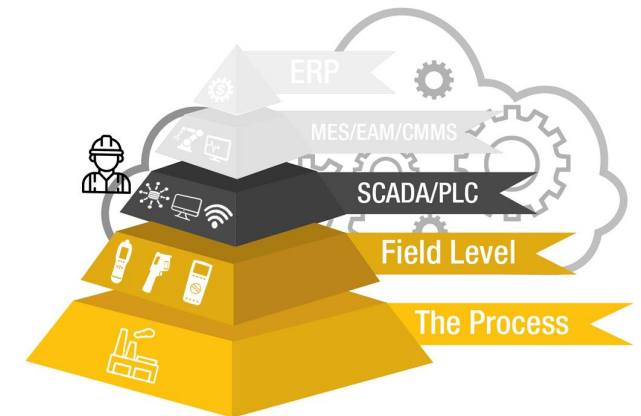 ERP
MES/EAM/CMMS
SCADA/PLC
Field Level
The Process